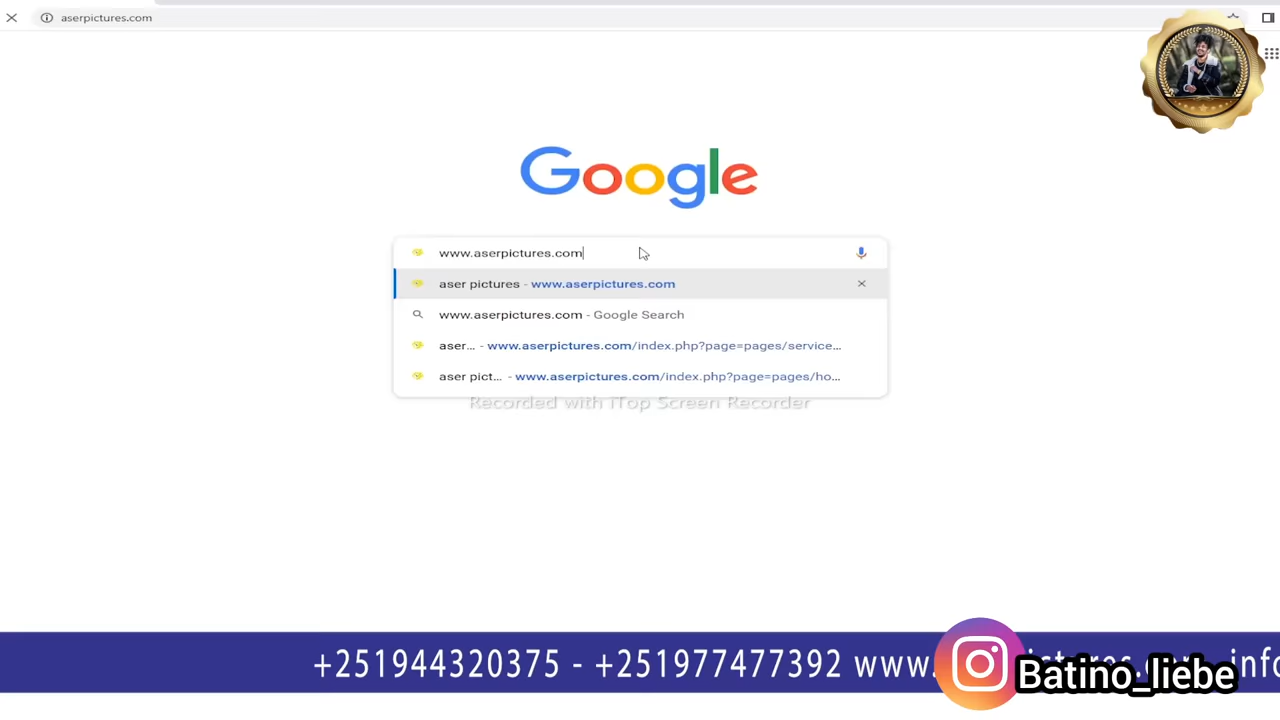 aserpictures.com
Google
www.aserpictures.com
aser pictures - www.aserpictures.com
www.aserpictures.com - Google Search
aser... - www.aserpictures.com/index.php?page=pages/service...
aser pict... - www.aserpictures.com/index.php?page=pages/ho...
Recorded with iTop Screen Recorder
+251944320375 - +251977477392 www.
Batino_liebe